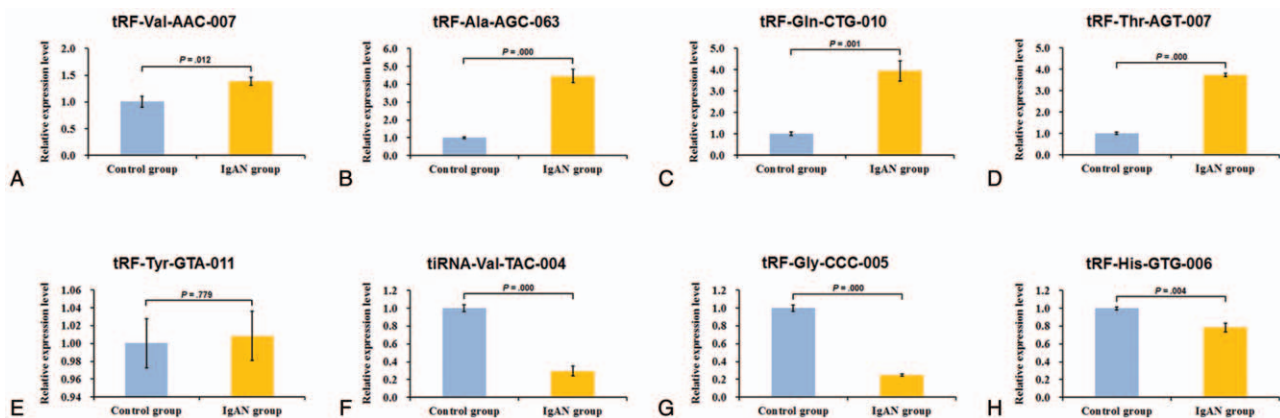 tRF-Val-AAC-007
Relative expression level
2.0
1.5
1.0
0.5
0.0
P = .012
Control group
IgAN group
A
tRF-Ala-AGC-063
Relative expression level
6.0
5.0
4.0
3.0
2.0
1.0
0.0
P = .000
Control group
IgAN group
B
tRF-Gln-CTG-010
Relative expression level
5.0
4.0
3.0
2.0
1.0
0.0
P = .001
Control group
IgAN group
C
tRF-Thr-AGT-007
Relative expression level
5.0
4.0
3.0
2.0
1.0
0.0
P = .000
Control group
IgAN group
D
tRF-Tyr-GTA-011
Relative expression level
1.06
1.04
1.02
1.00
0.98
0.96
0.94
P = .779
Control group
IgAN group
E
tiRNA-Val-TAC-004
Relative expression level
1.2
1.0
0.8
0.6
0.4
0.2
0.0
P = .000
Control group
IgAN group
F
tRF-Gly-CCC-005
Relative expression level
1.2
1.0
0.8
0.6
0.4
0.2
0.0
P = .000
Control group
IgAN group
G
tRF-His-GTG-006
Relative expression level
1.2
1.0
0.8
0.6
0.4
0.2
0.0
P = .004
Control group
IgAN group
H